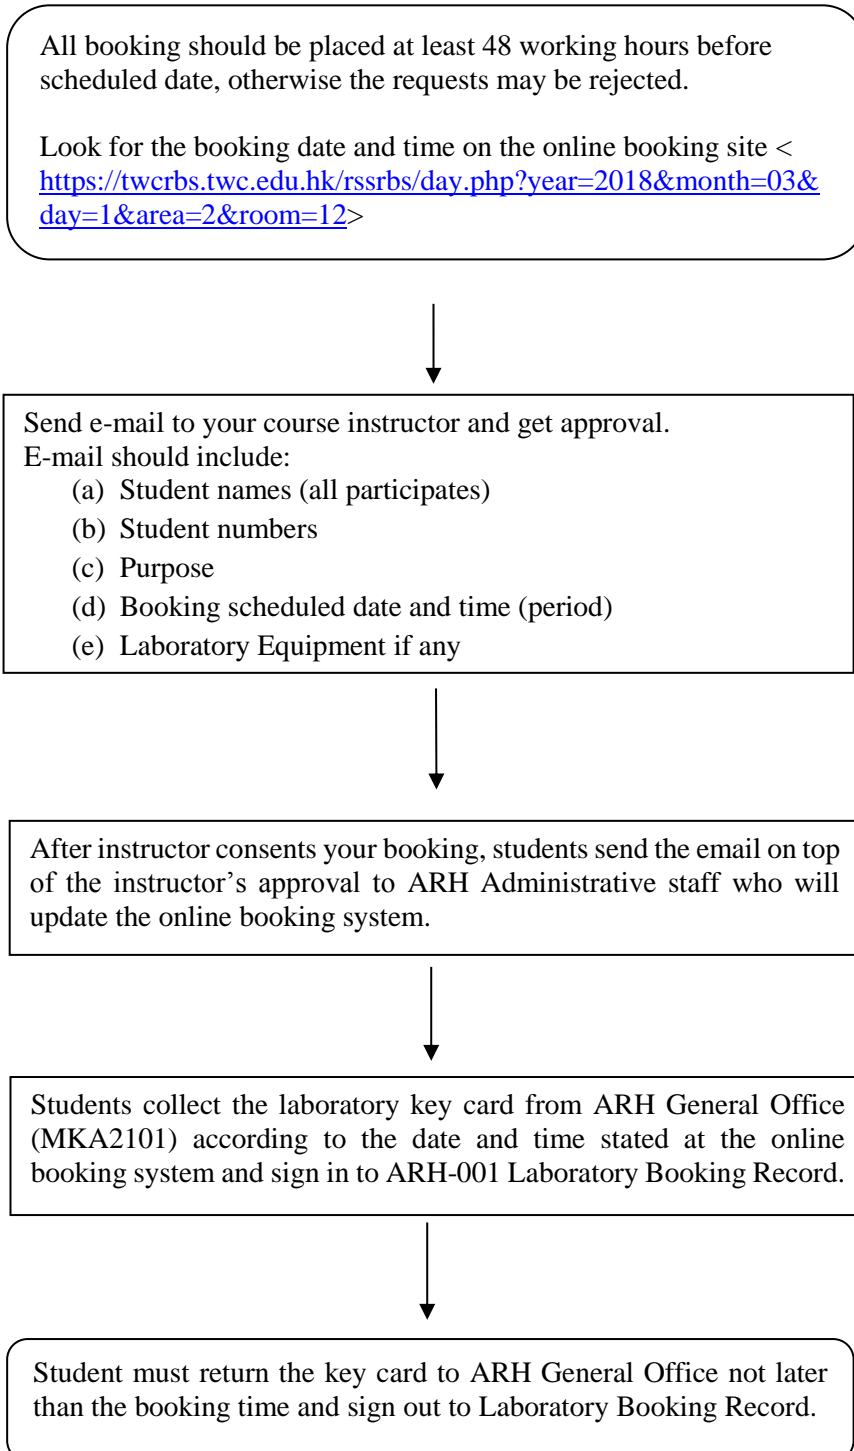 All booking should be placed at least 48 working hours before
scheduled date, otherwise the requests may be rejected.
Look for the booking date and time on the online booking site <
https://twcrbs.twc.edu.hk/rssrbs/day.php?year=2018&month=03&
day=1&area=2&room=12>
Send e-mail to your course instructor and get approval.
E-mail should include:
(a) Student names (all participates)
(b) Student numbers
(c) Purpose
(d) Booking scheduled date and time (period)
(e) Laboratory Equipment if any
After instructor consents your booking, students send the email on top
of the instructor's approval to ARH Administrative staff who will
update the online booking system.
Students collect the laboratory key card from ARH General Office
(MKA2101) according to the date and time stated at the online
booking system and sign in to ARH-001 Laboratory Booking Record.
Student must return the key card to ARH General Office not later
than the booking time and sign out to Laboratory Booking Record.